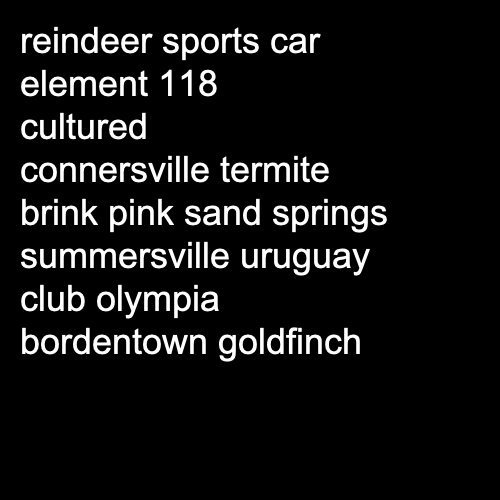 reindeer sports car
element 118
cultured
connersville termite
brink pink sand springs
summersville uruguay
club olympia
bordentown goldfinch